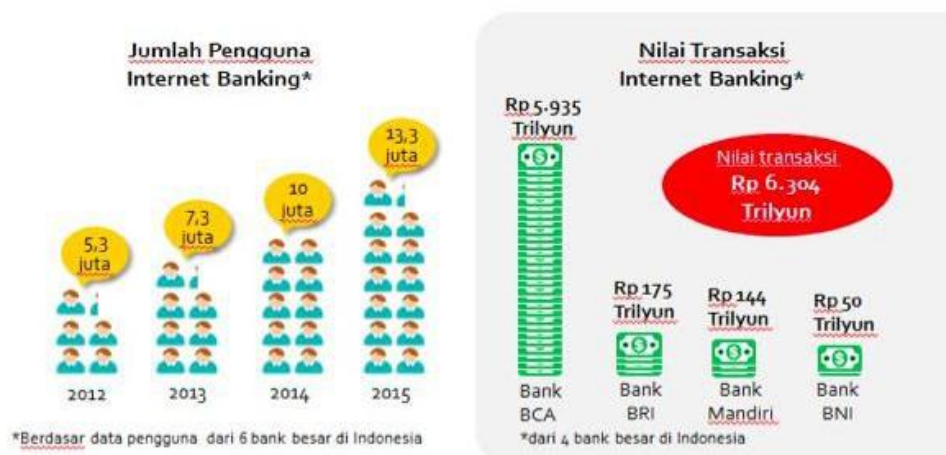 Jumlah Pengguna
Internet Banking*
5,3
juta
7,3
juta
10
juta
13,3
juta
2012
2013
2014
2015
*Berdasar data pengguna dari 6 bank besar di Indonesia
Nilai Transaksi
Internet Banking*
Rp 5.935
Trilyun
Nilai transaksi
Rp 6.304
Trilyun
Rp 175
Trilyun
Rp 144
Trilyun
Rp 50
Trilyun
Bank
BCA
Bank
BRI
Bank
Mandiri
Bank
BNI
*dari 4 bank besar di Indonesia